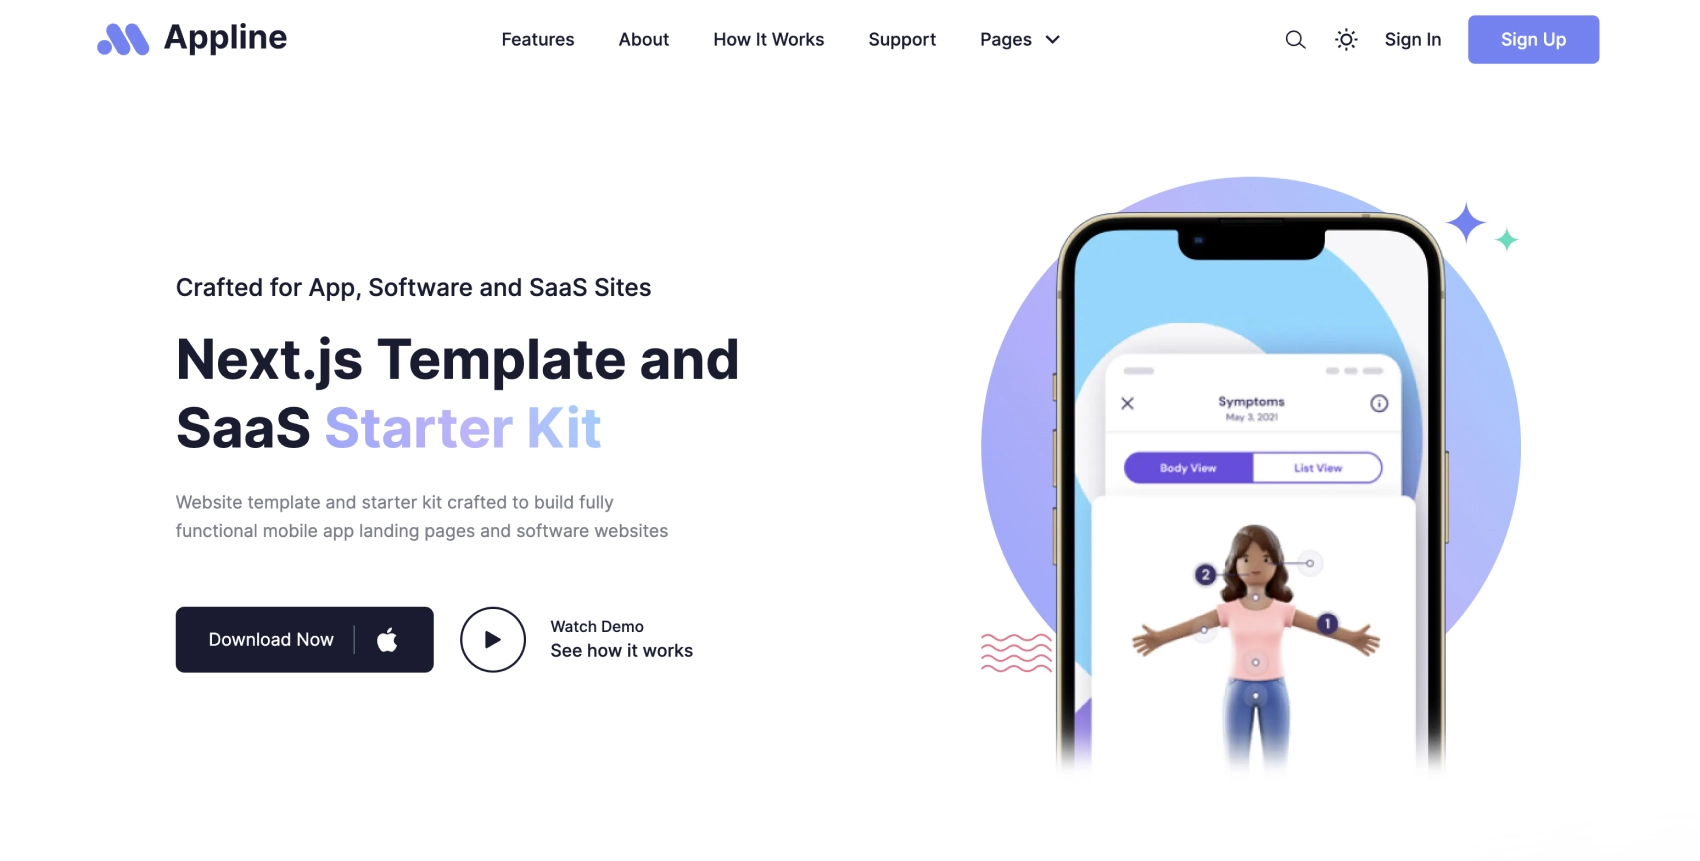 Appline
Features
About
How It Works
Support
Pages
Sign In
Sign Up
Crafted for App, Software and SaaS Sites
Next.js Template and
SaaS Starter Kit
Website template and starter kit crafted to build fully
functional mobile app landing pages and software websites
Download Now
Watch Demo
See how it works
Symptoms
May 3, 2021
Body View
List View
2
1